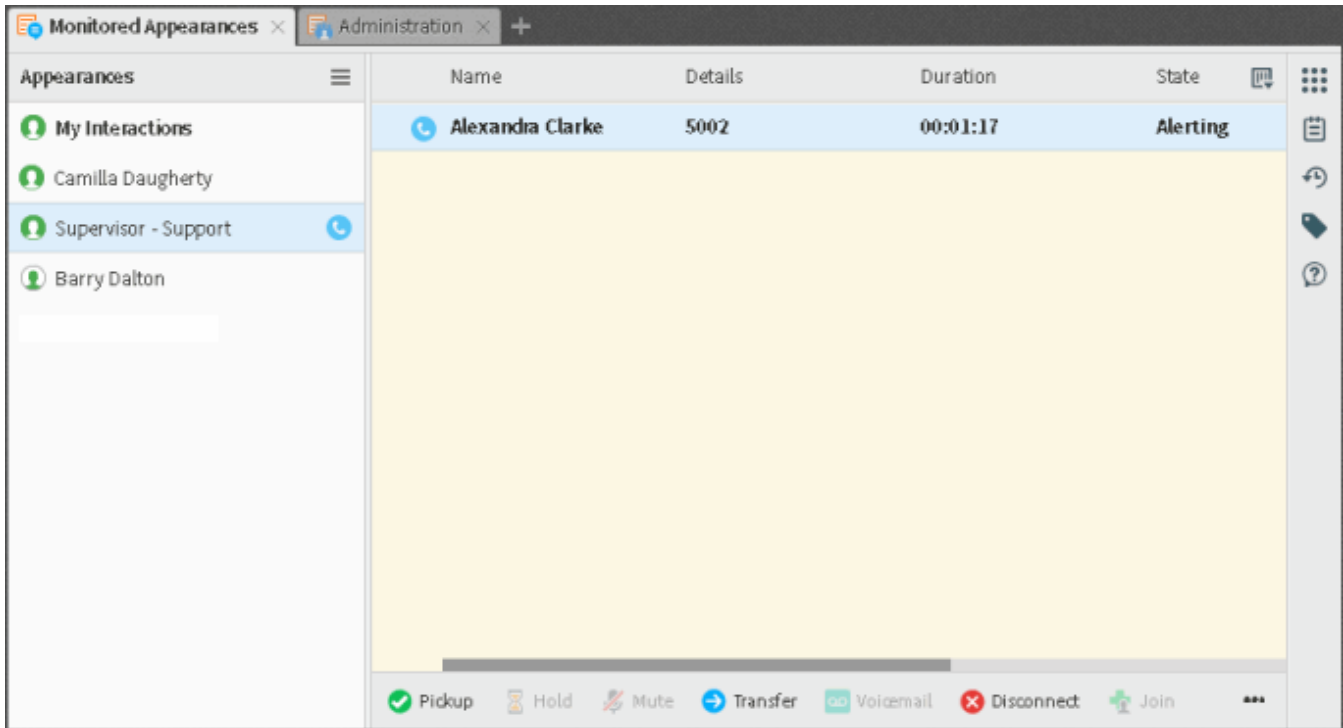 Monitored Appearances Administration
Appearances
Name Details Duration State
My Interactions
Alexandra Clarke 5002 00:01:17 Alerting
Camilla Daugherty
Supervisor - Support
Barry Dalton
Pickup Hold Mute Transfer Voicemail Disconnect Join